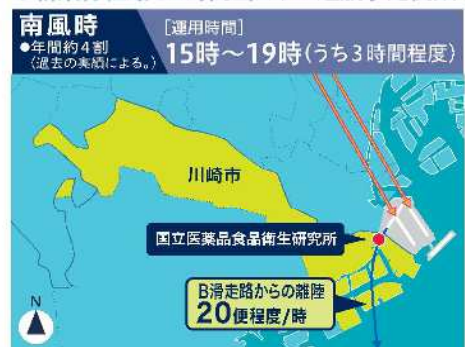 南風時
●年間約4割
(過去の実績による。)
[運用時間]
15時～19時(うち3時間程度)
川崎市
国立医薬品食品衛生研究所
B滑走路からの離陸
20便程度/時
N